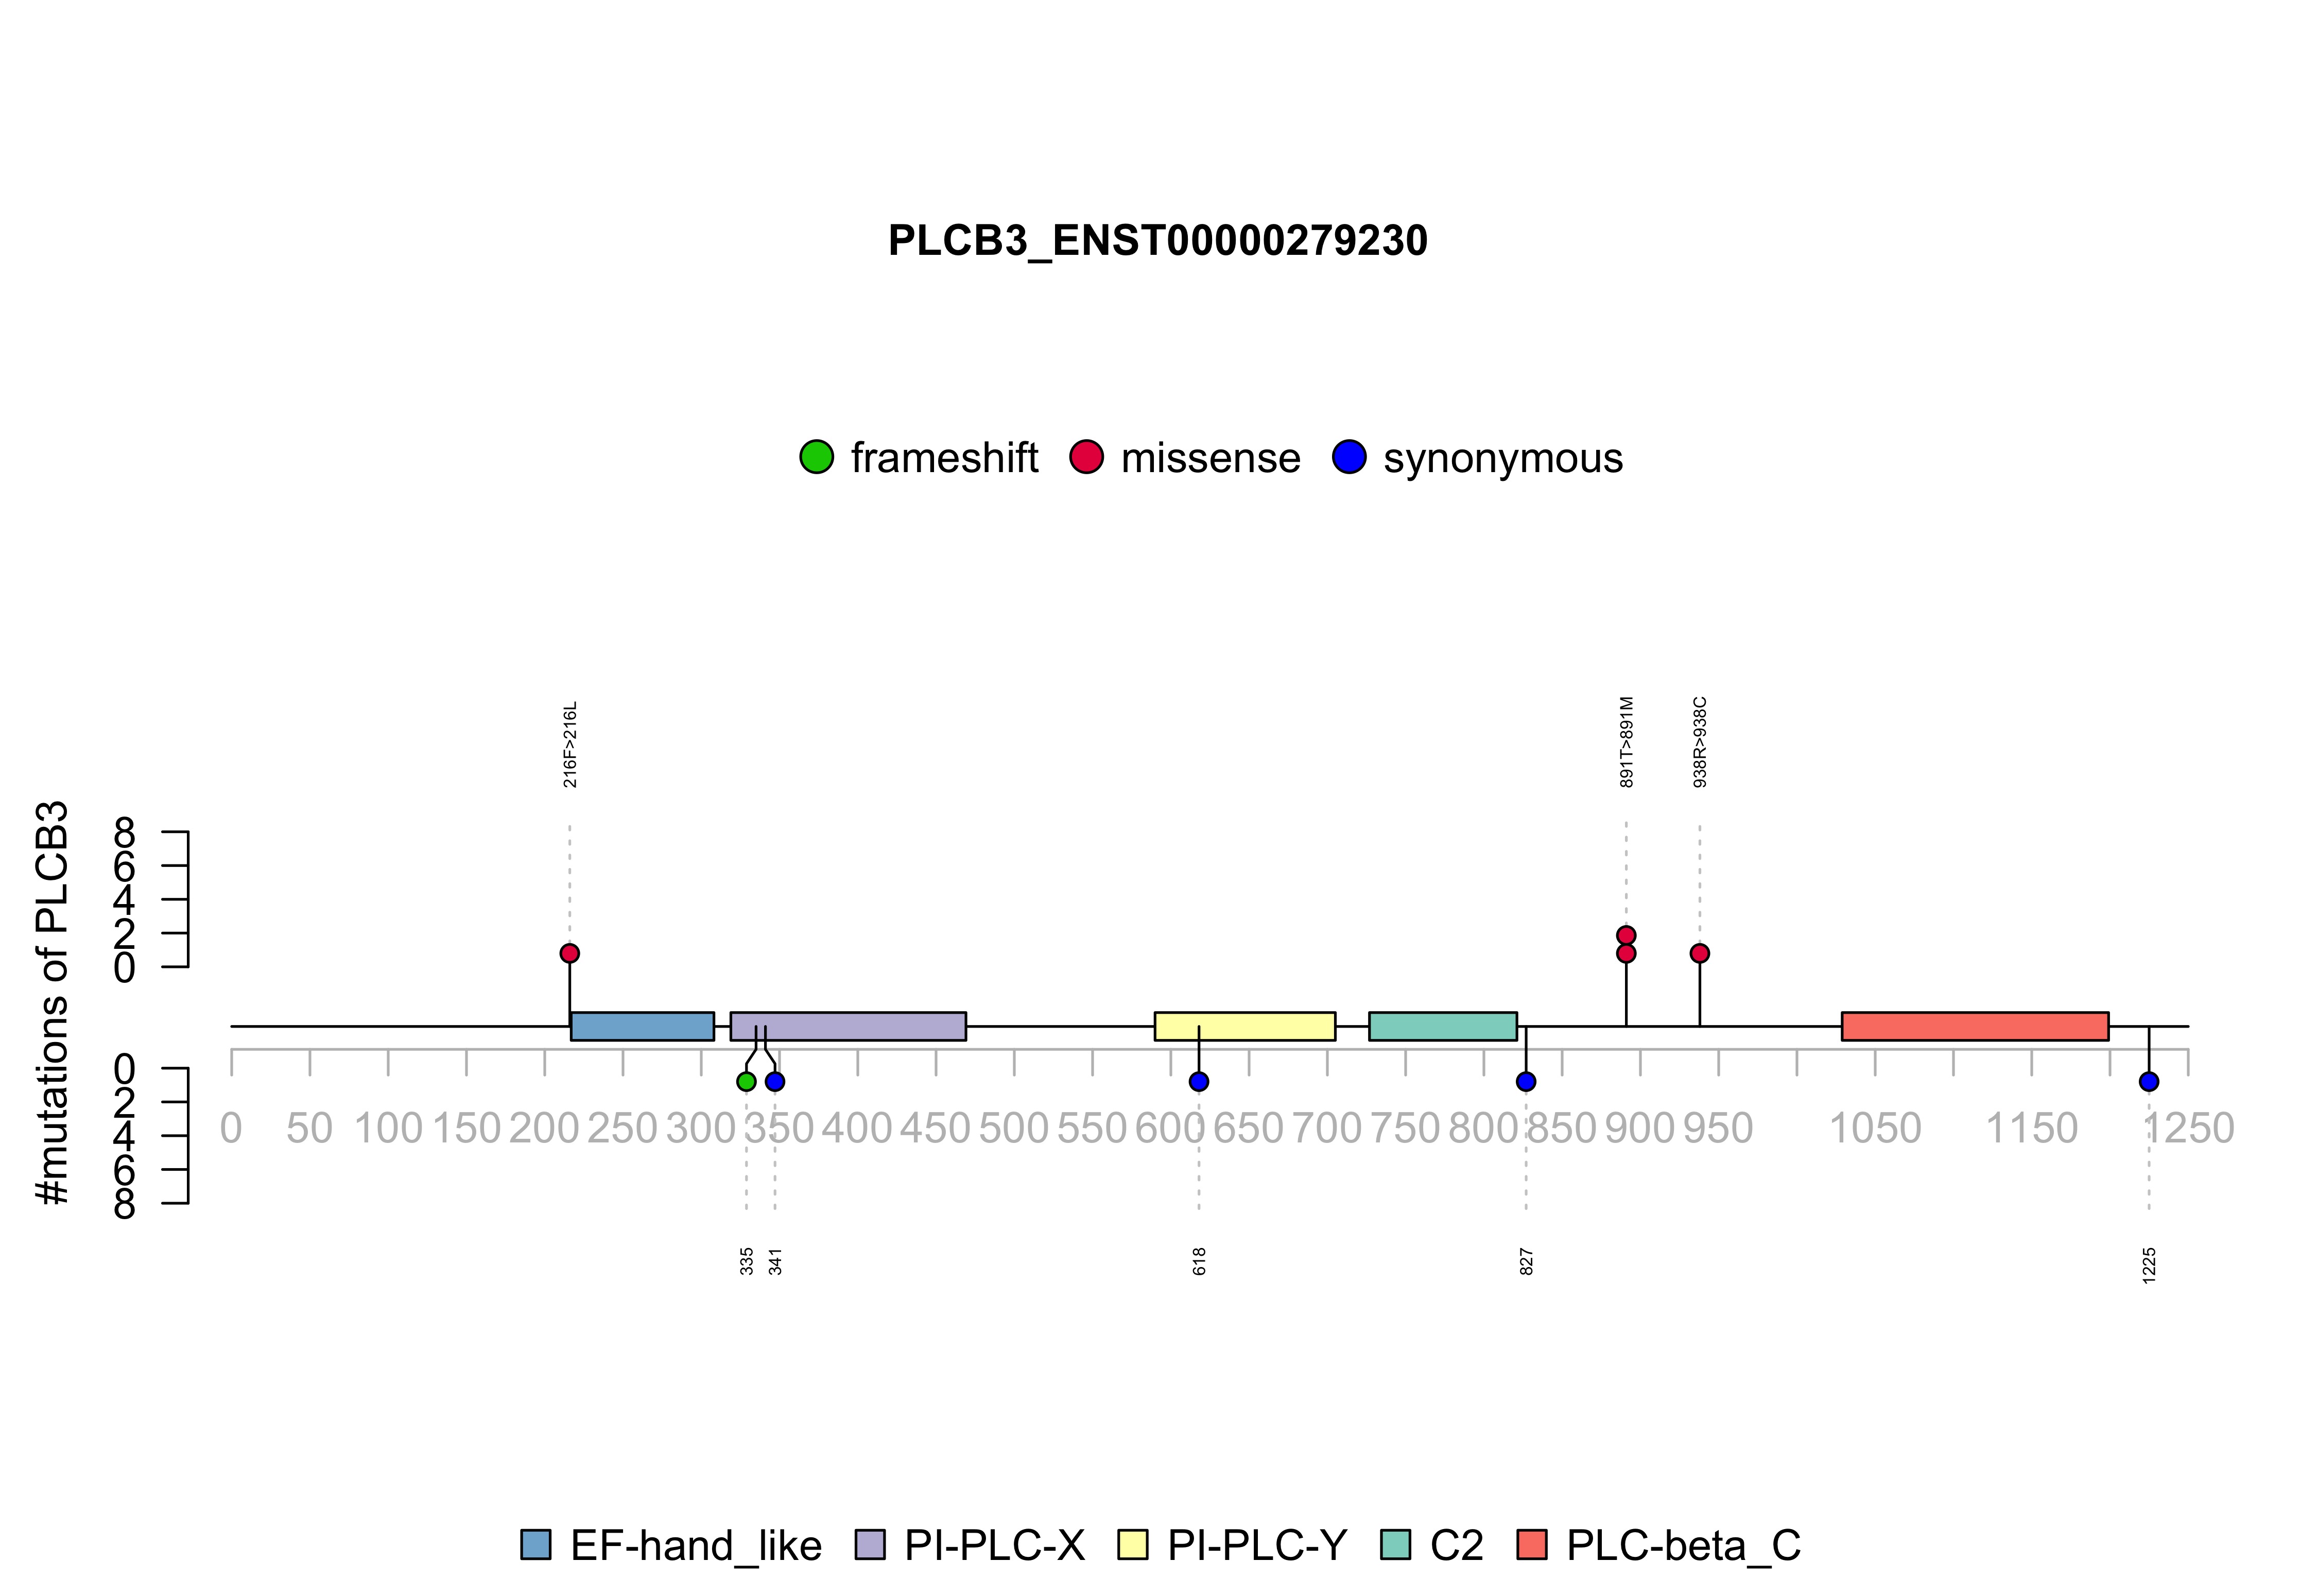 PLCB3_ENST00000279230
frameshift missense synonymous
216F>216L 891T>891M 938R>938C
#mutations of PLCB3
8
6
4
2
0
0
2
4
6
8
0 50 100 150 200 250 300 350 400 450 500 550 600 650 700 750 800 850 900 950 1050 1150 1250
335 341 618 827 1225
EF-hand_like PI-PLC-X PI-PLC-Y C2 PLC-beta_C